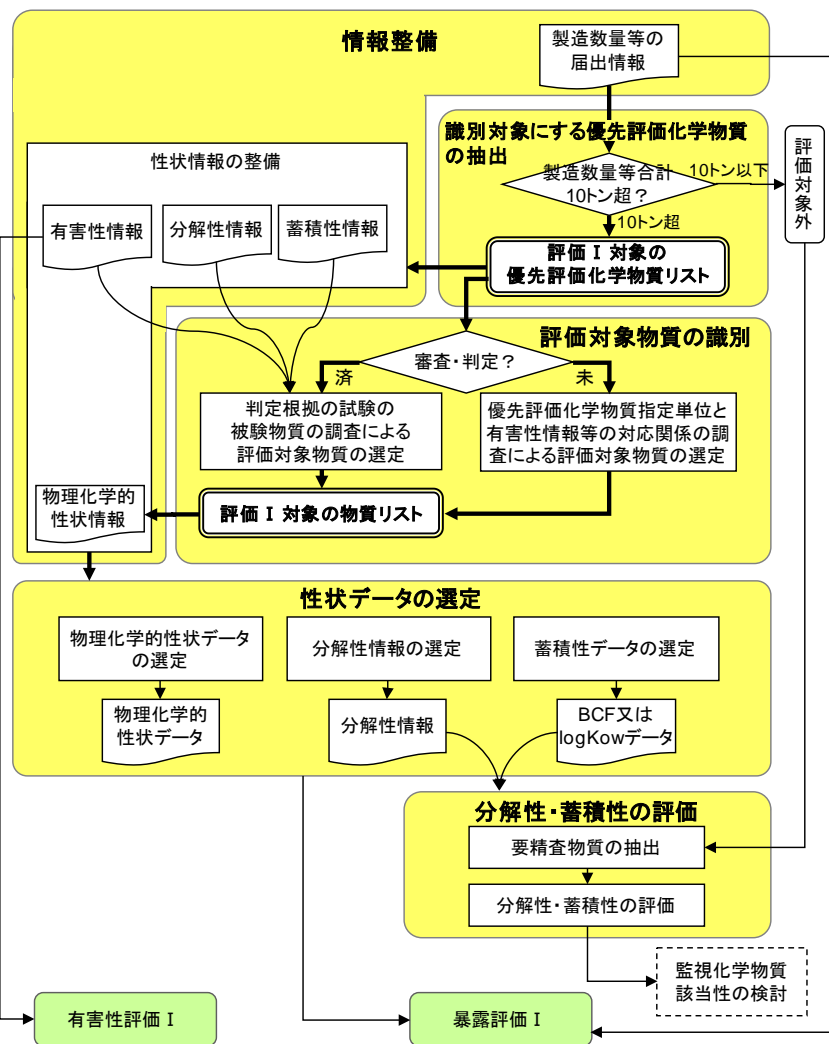 情報整備
製造数量等の
届出情報
識別対象にする優先評価化学物質
の抽出
製造数量等合計
10トン超？
10トン以下
評価対象外
10トン超
評価Ⅰ対象の
優先評価化学物質リスト
性状情報の整備
有害性情報
分解性情報
蓄積性情報
評価対象物質の識別
審査・判定？
済
未
判定根拠の試験の
被験物質の調査による
評価対象物質の選定
優先評価化学物質指定単位と
有害性情報等の対応関係の調
査による評価対象物質の選定
物理化学的
性状情報
評価Ⅰ対象の物質リスト
性状データの選定
物理化学的性状データ
の選定
分解性情報の選定
蓄積性データの選定
物理化学的
性状データ
分解性情報
BCF又は
logKowデータ
分解性・蓄積性の評価
要精査物質の抽出
分解性・蓄積性の評価
監視化学物質
該当性の検討
有害性評価Ⅰ
暴露評価Ⅰ